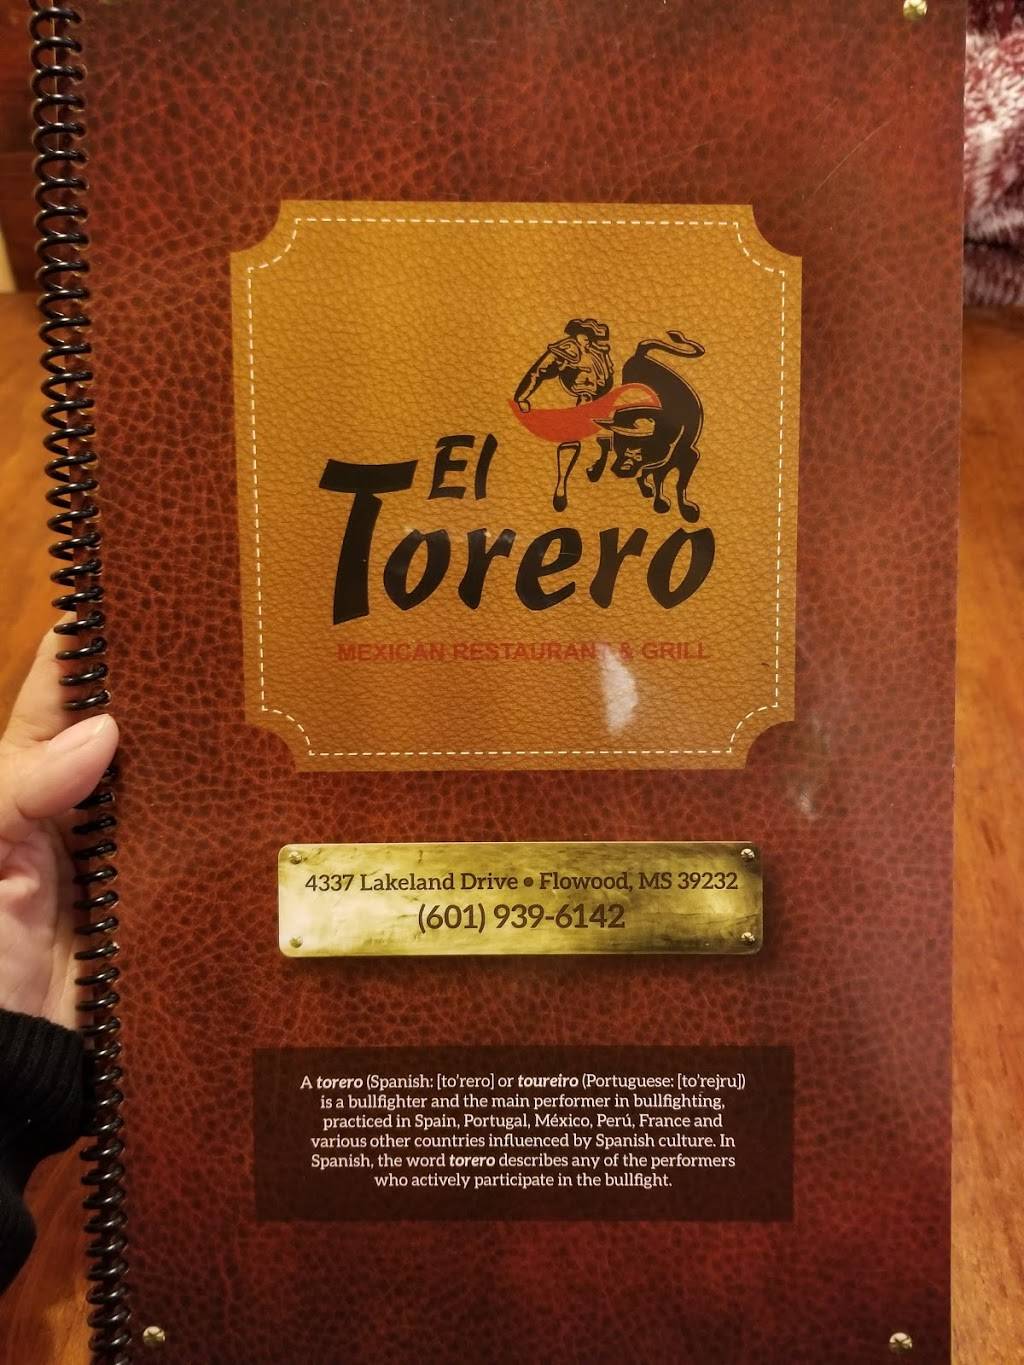 El
Torero
MEXICAN RESTAURANT & GRILL
4337 Lakeland Drive • Flowood, MS 39232
(601) 939-6142
A torero (Spanish: [to'rero] or toureiro (Portuguese: [to'rejru])
is a bullfighter and the main performer in bullfighting,
practiced in Spain, Portugal, México, Perú, France and
various other countries influenced by Spanish culture. In
Spanish, the word torero describes any of the performers
who actively participate in the bullfight.